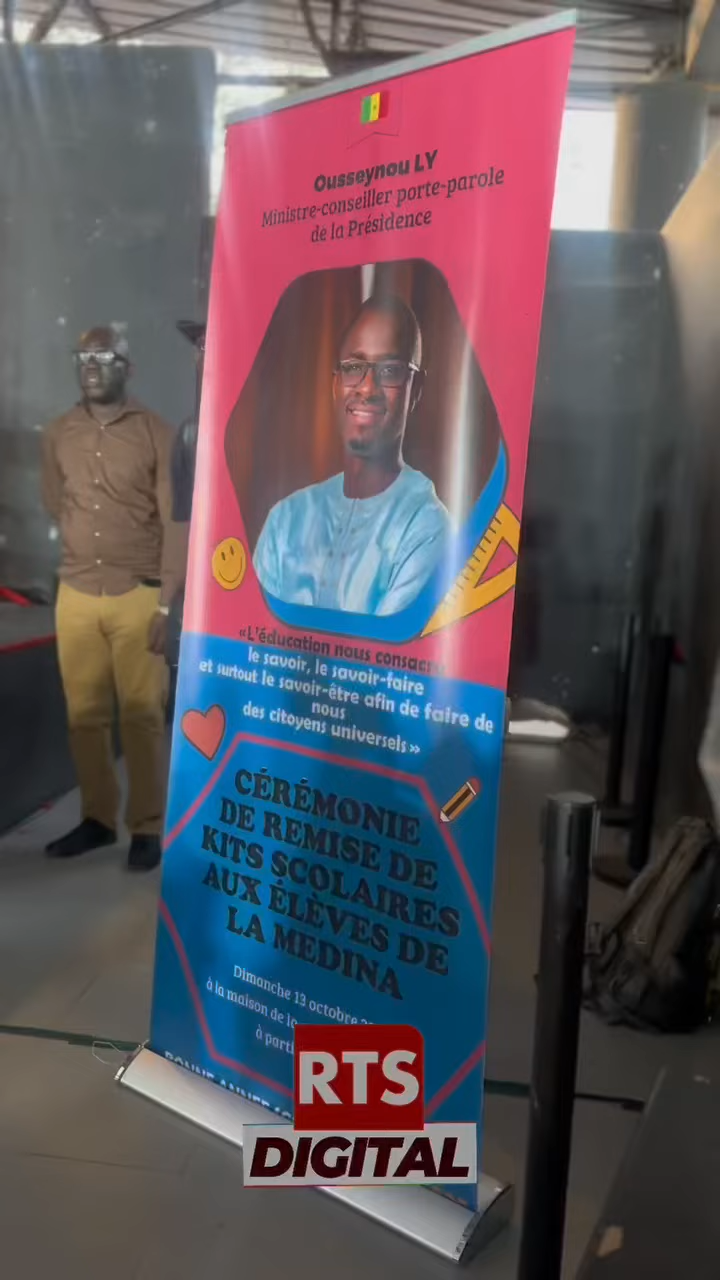 Ousseynou LY
Ministre-conseiller porte-parole
de la Présidence
«L'éducation nous consacre
le savoir, le savoir-faire
et surtout le savoir-être afin de faire de
nous
des citoyens universels»
CÉRÉMONIE
DE REMISE DE
KITS SCOLAIRES
AUX ÉLÈVES DE
LA MEDINA
Dimanche 13 octobre
à la maison de
à
RTS
DIGITAL